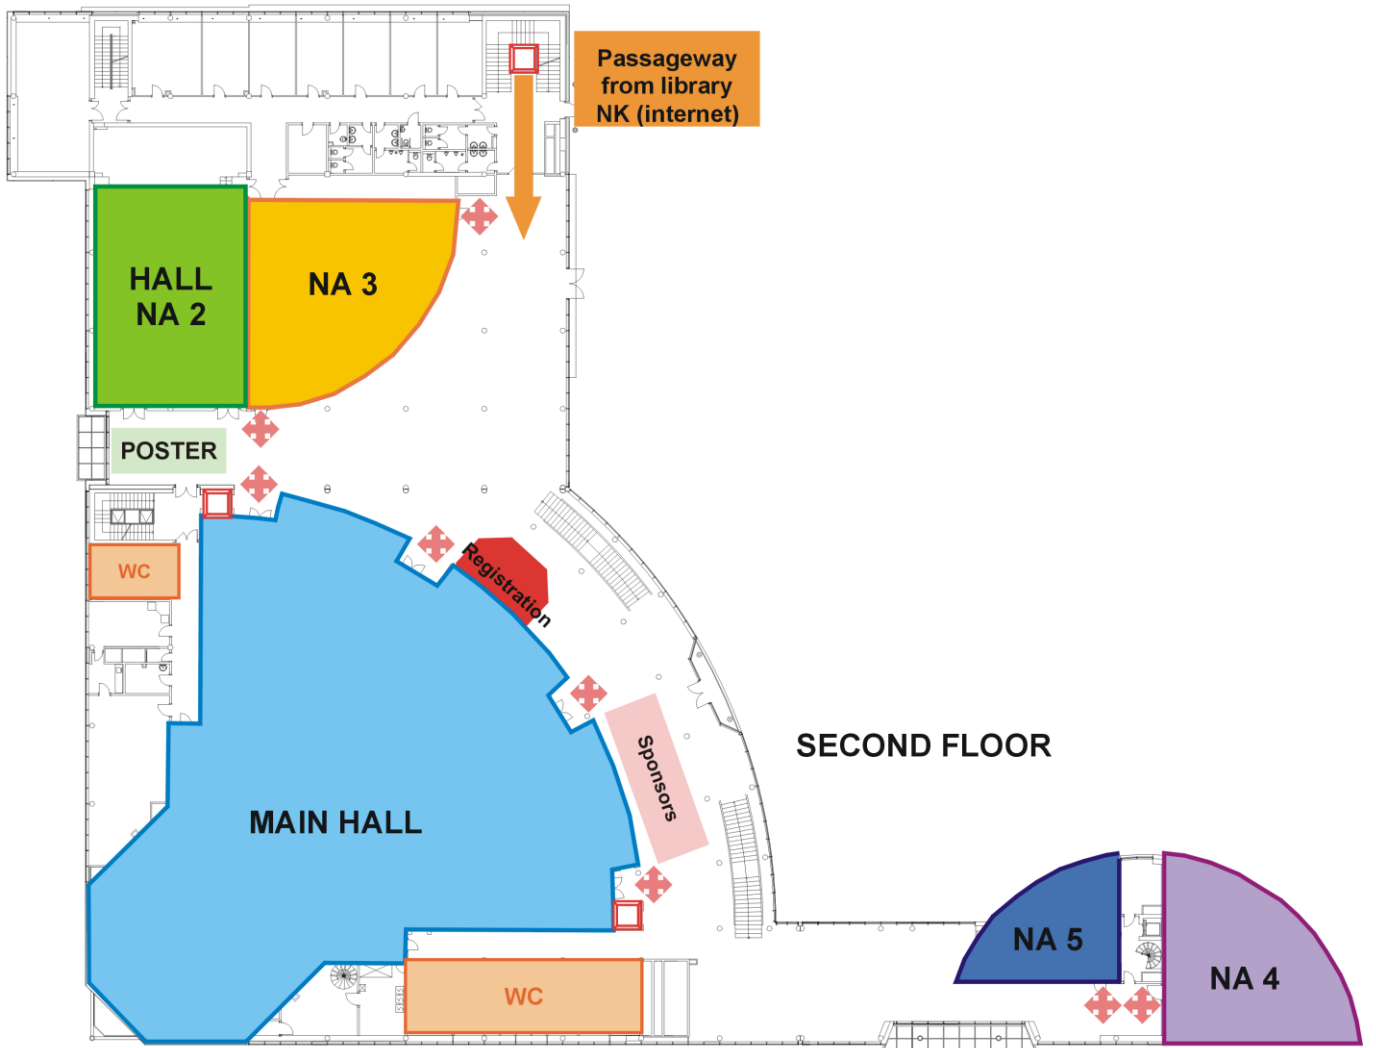 Passageway
from library
NK (internet)
HALL
NA 2
NA 3
POSTER
WC
Registration
Sponsors
SECOND FLOOR
MAIN HALL
NA 5
NA 4
WC